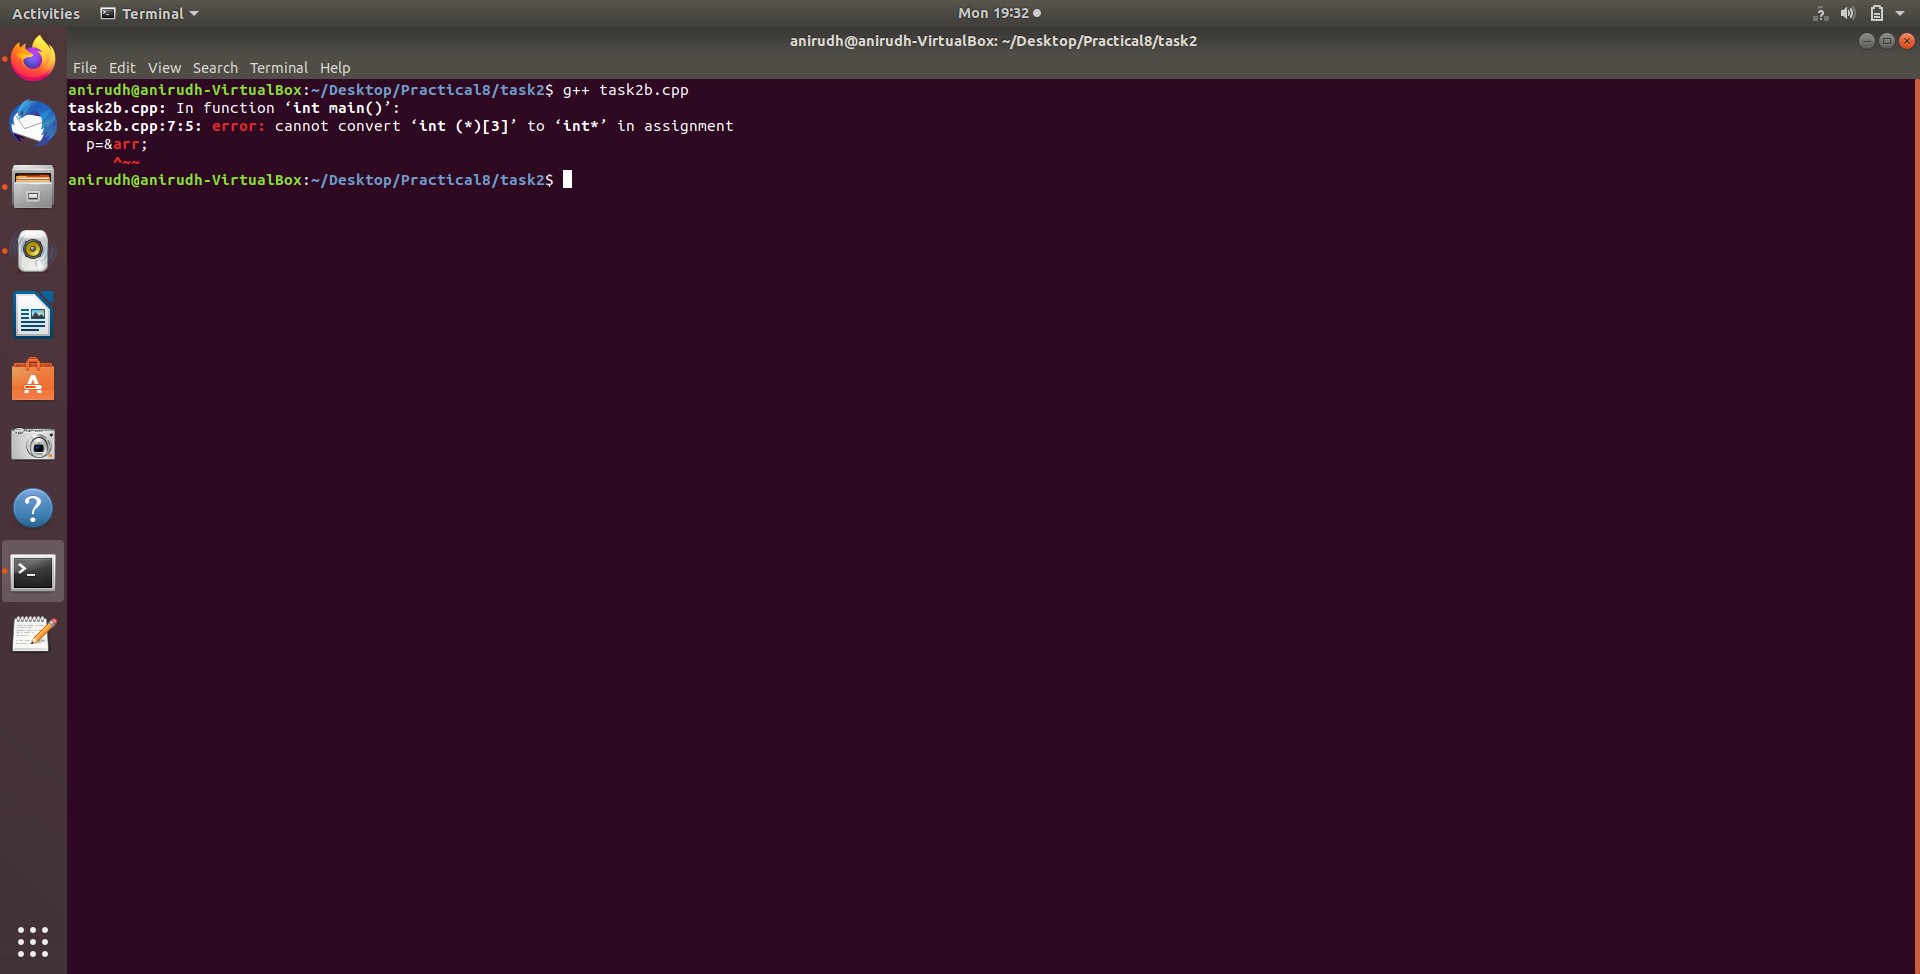 Activities Terminal Mon 19:32
anirudh@anirudh-VirtualBox: ~/Desktop/Practical8/task2
File Edit View Search Terminal Help
anirudh@anirudh-VirtualBox:~/Desktop/Practical8/task2$ g++ task2b.cpp
task2b.cpp: In function ‘int main()’:
task2b.cpp:7:5: error: cannot convert ‘int (*)[3]’ to ‘int*’ in assignment
p=&arr;
^~~
anirudh@anirudh-VirtualBox:~/Desktop/Practical8/task2$